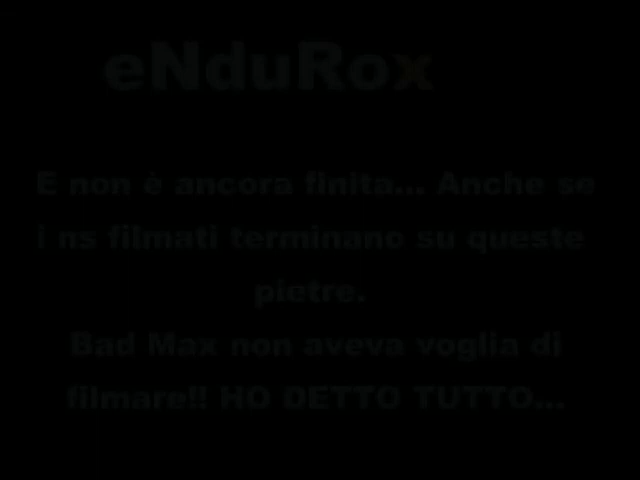 eNduRox
E non è ancora finita... Anche se
i ns filmati terminano su queste
pietre.
Bad Max non aveva voglia di
filmare!! HO DETTO TUTTO...